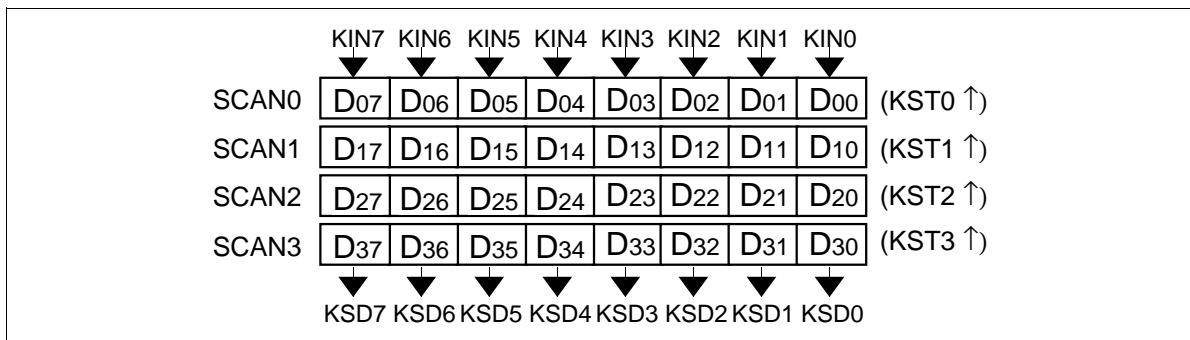 KIN7 KIN6 KIN5 KIN4 KIN3 KIN2 KIN1 KIN0
SCAN0 D07 D06 D05 D04 D03 D02 D01 D00 (KST0 ↑)
SCAN1 D17 D16 D15 D14 D13 D12 D11 D10 (KST1 ↑)
SCAN2 D27 D26 D25 D24 D23 D22 D21 D20 (KST2 ↑)
SCAN3 D37 D36 D35 D34 D33 D32 D31 D30 (KST3 ↑)
KSD7 KSD6 KSD5 KSD4 KSD3 KSD2 KSD1 KSD0